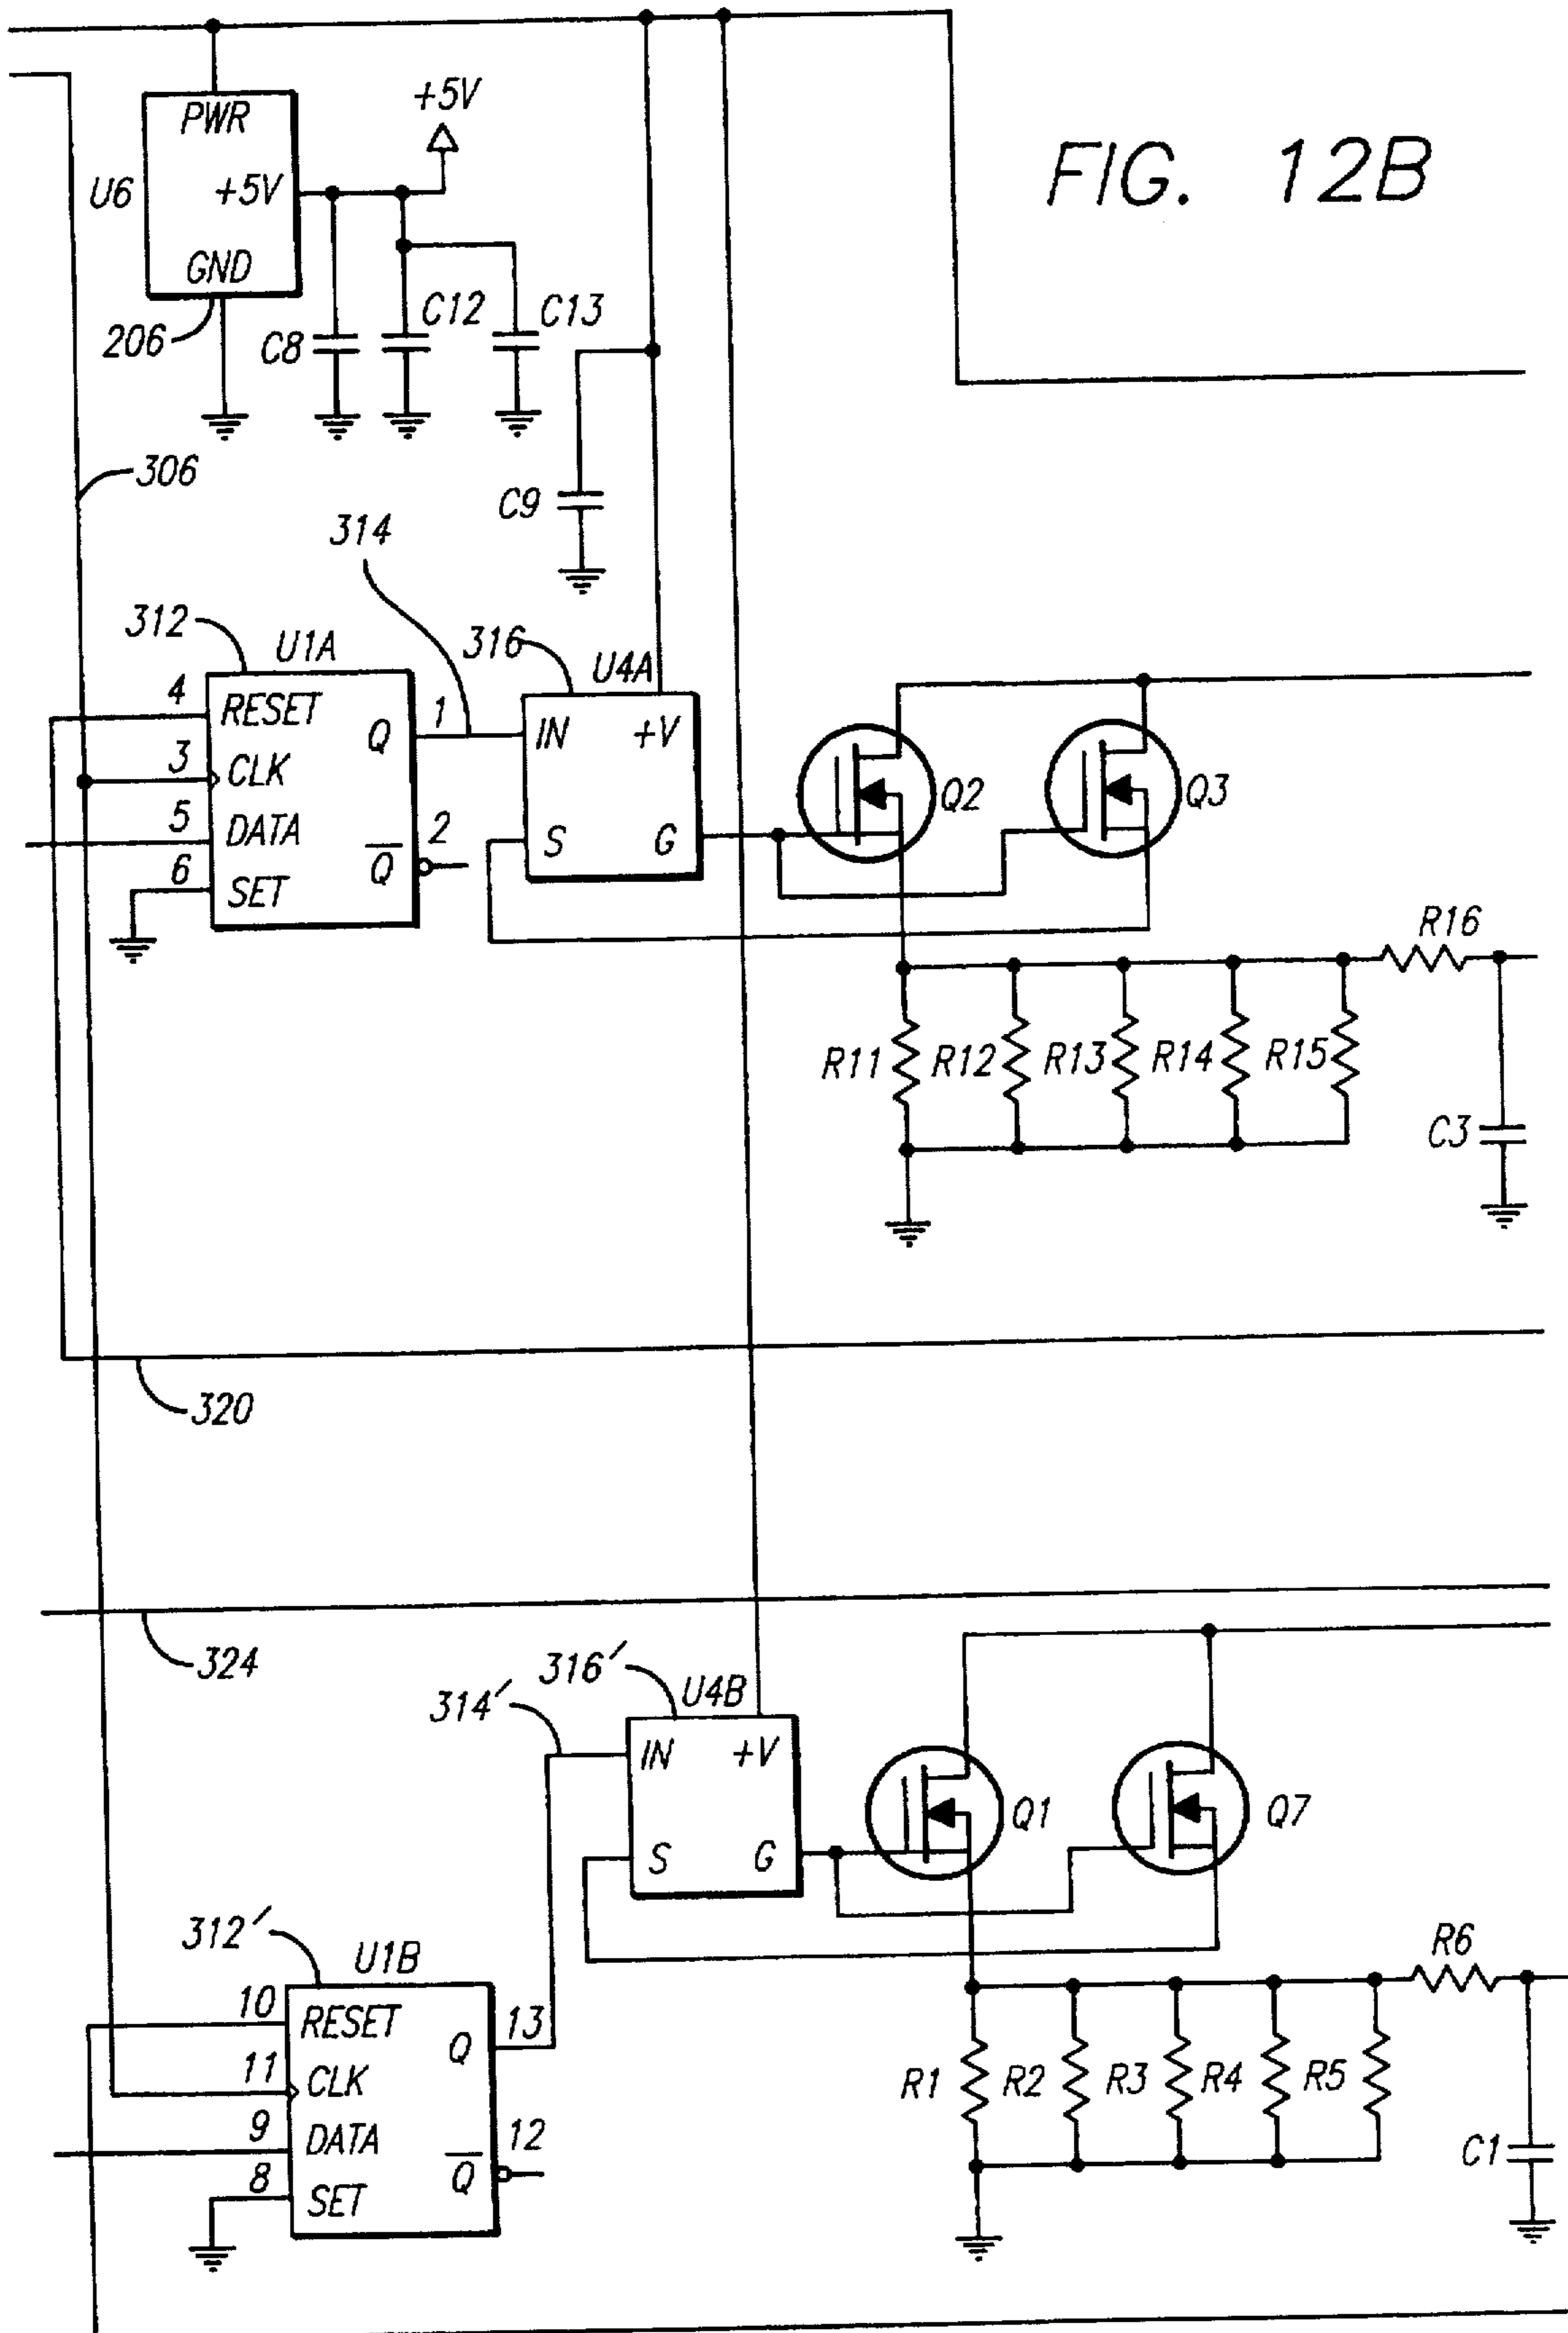 FIG. 12B
PWR
+5V
GND
U6
206
+5V
C8
C12
C13
C9
306
314
312
U1A
316
U4A
4
RESET
Q
1
3
CLK
5
DATA
Q
2
6
SET
IN
+V
S
G
Q2
Q3
R16
R11
R12
R13
R14
R15
C3
320
324
316′
314′
U4B
IN
+V
S
G
Q1
Q7
312′
U1B
10
RESET
Q
13
11
CLK
9
DATA
Q
12
8
SET
R6
R1
R2
R3
R4
R5
C1